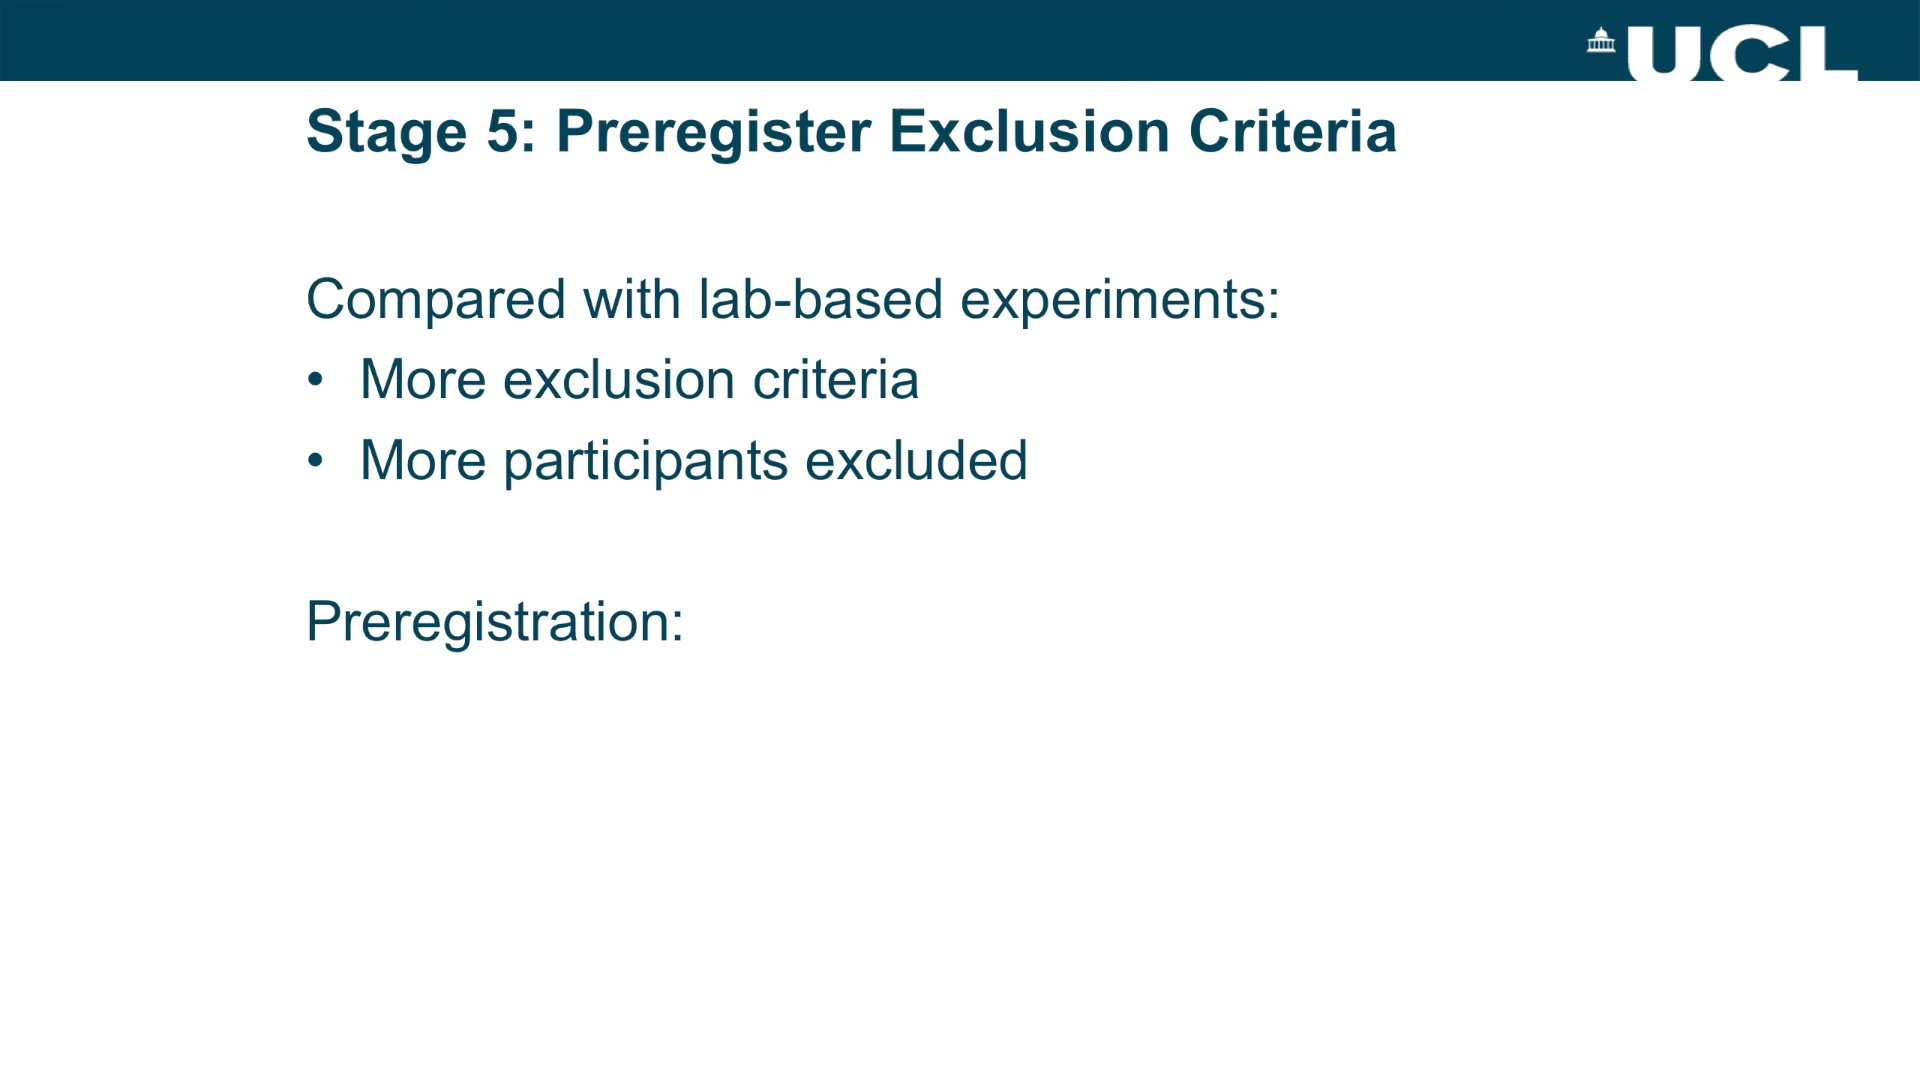 UCL
Stage 5: Preregister Exclusion Criteria
Compared with lab-based experiments:
• More exclusion criteria
• More participants excluded
Preregistration: